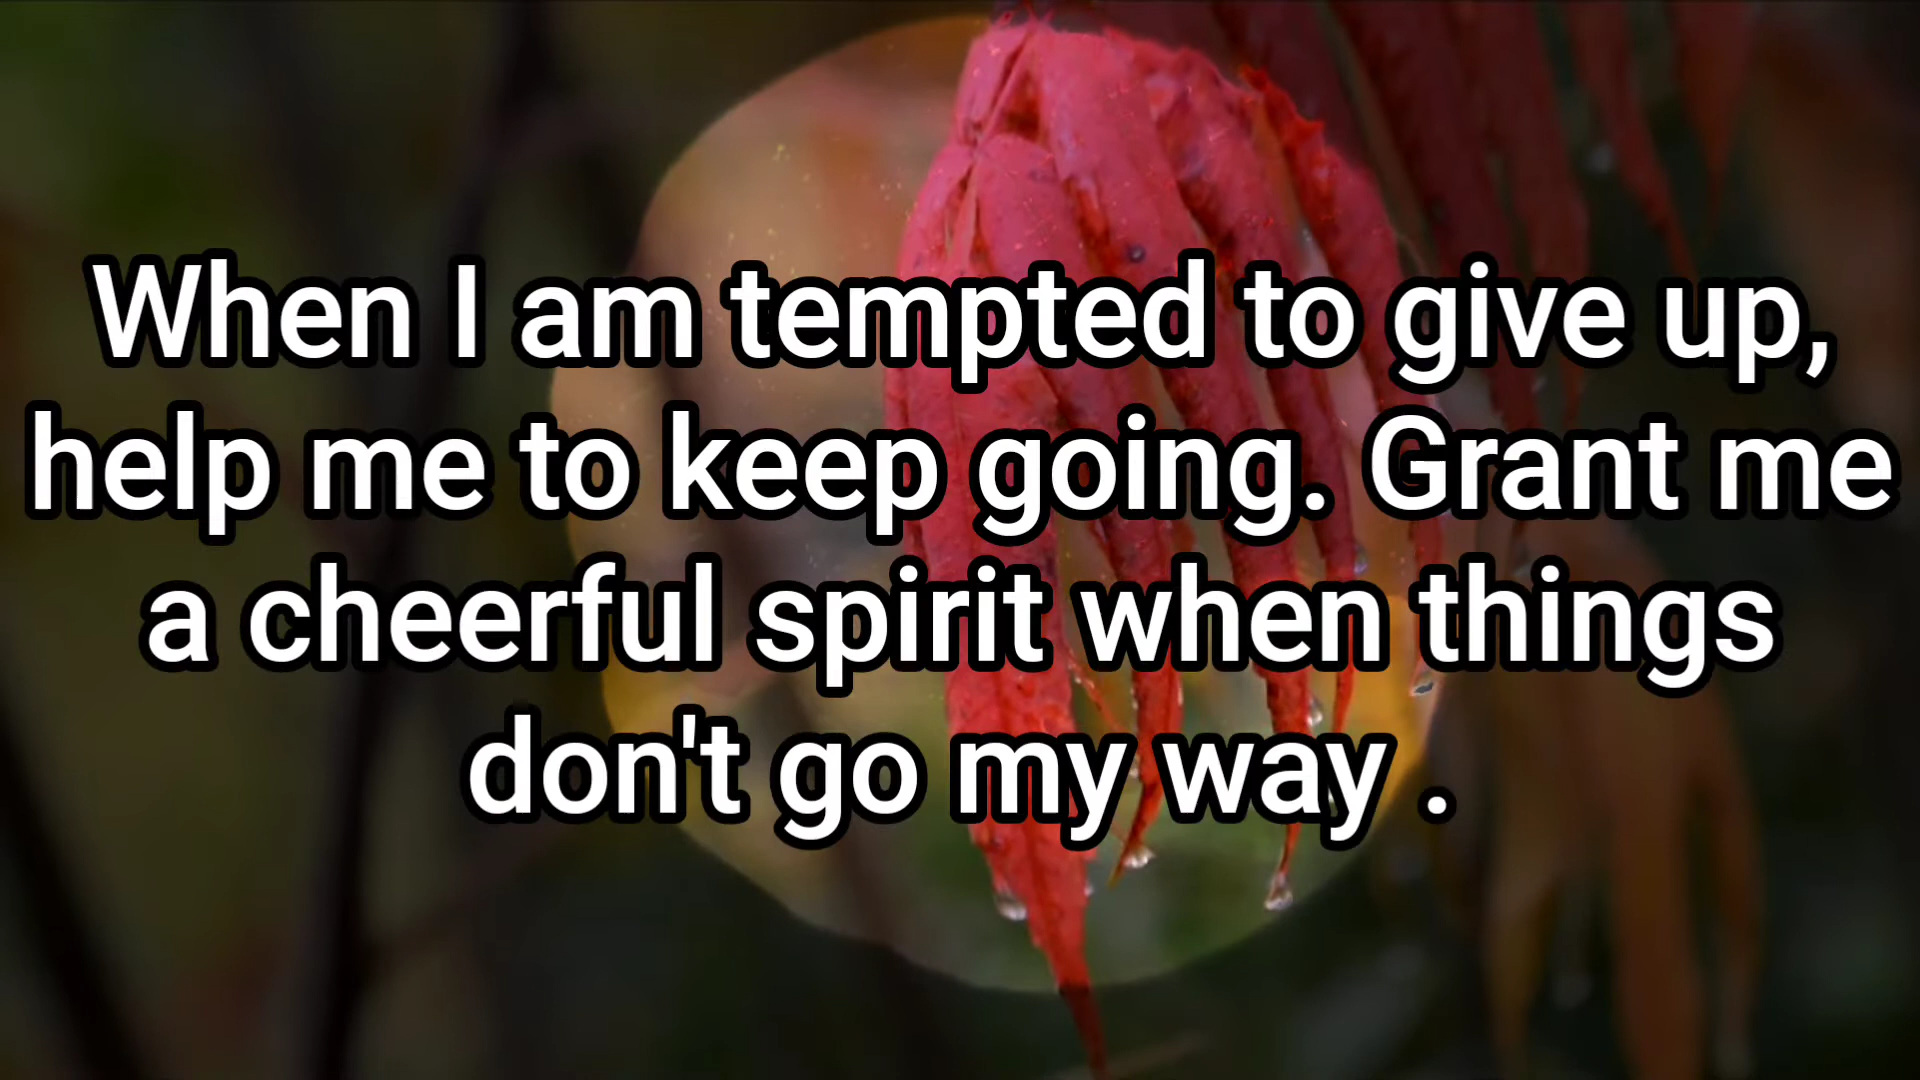 When I am tempted to give up,
help me to keep going. Grant me
a cheerful spirit when things
don't go my way .